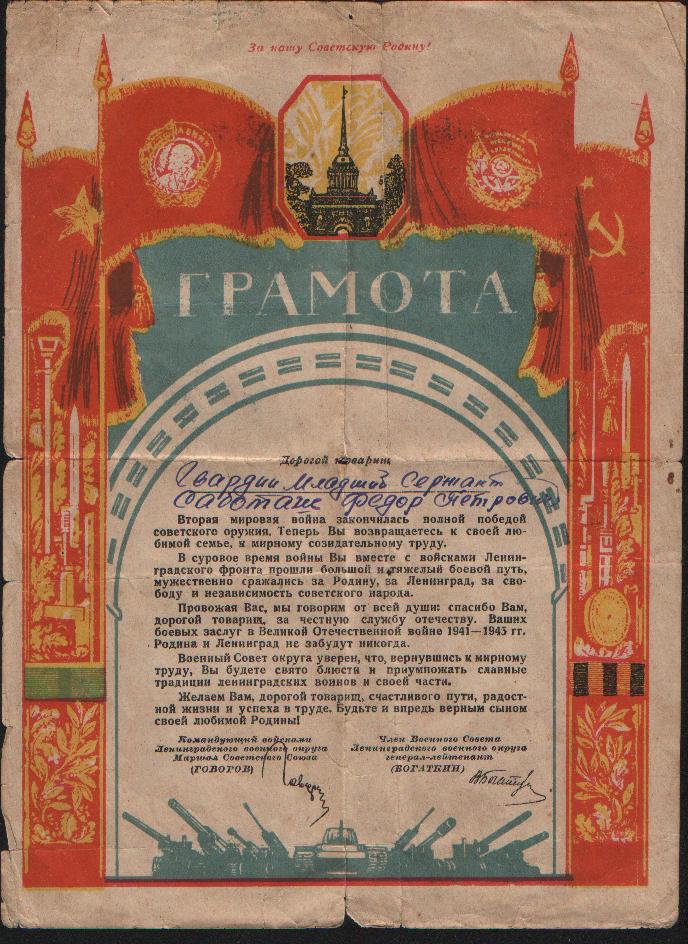 За нашу Советскую Родину!
ГРАМОТА
Дорогой товарищ
Гвардии Младший Сержант
Саботаж Федор Петрович
Вторая мировая война закончилась полной победой
советского оружия. Теперь Вы возвращаетесь к своей лю-
бимой семье, к мирному созидательному труду.
В суровое время войны Вы вместе с войсками Ленин-
градского фронта прошли большой и тяжелый боевой путь,
мужественно сражались за Родину, за Ленинград, за сво-
боду и независимость советского народа.
Провожая Вас, мы говорим от всей души: спасибо Вам,
дорогой товарищ, за честную службу отечеству. Ваших
боевых заслуг в Великой Отечественной войне 1941—1945 гг.
Родина и Ленинград не забудут никогда.
Военный Совет округа уверен, что, вернувшись к мирному
труду, Вы будете свято блюсти и приумножать славные
традиции ленинградских воинов и своей части.
Желаем Вам, дорогой товарищ, счастливого пути, радост-
ной жизни и успеха в труде. Будьте и впредь верным сыном
своей любимой Родины!
Командующий войсками
Ленинградского военного округа
Маршал Советского Союза
(ГОВОРОВ)
Член Военного Совета
Ленинградского военного округа
генерал-лейтенант
(БОГАТКИН)